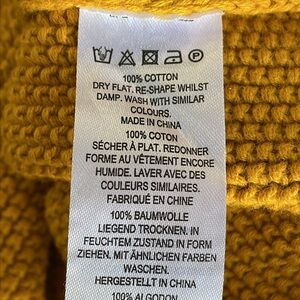 100% COTTON
DRY FLAT. RE-SHAPE WHILST
DAMP. WASH WITH SIMILAR
COLOURS.
MADE IN CHINA
100% COTON
SÉCHER À PLAT. REDONNER
FORME AU VÊTEMENT ENCORE
HUMIDE. LAVER AVEC DES
COULEURS SIMILAIRES.
FABRIQUÉ EN CHINE
100% BAUMWOLLE
LIEGEND TROCKNEN. IN
FEUCHTEM ZUSTAND IN FORM
ZIEHEN. MIT ÄHNLICHEN FARBEN
WASCHEN.
HERGESTELLT IN CHINA
100% ALGODON